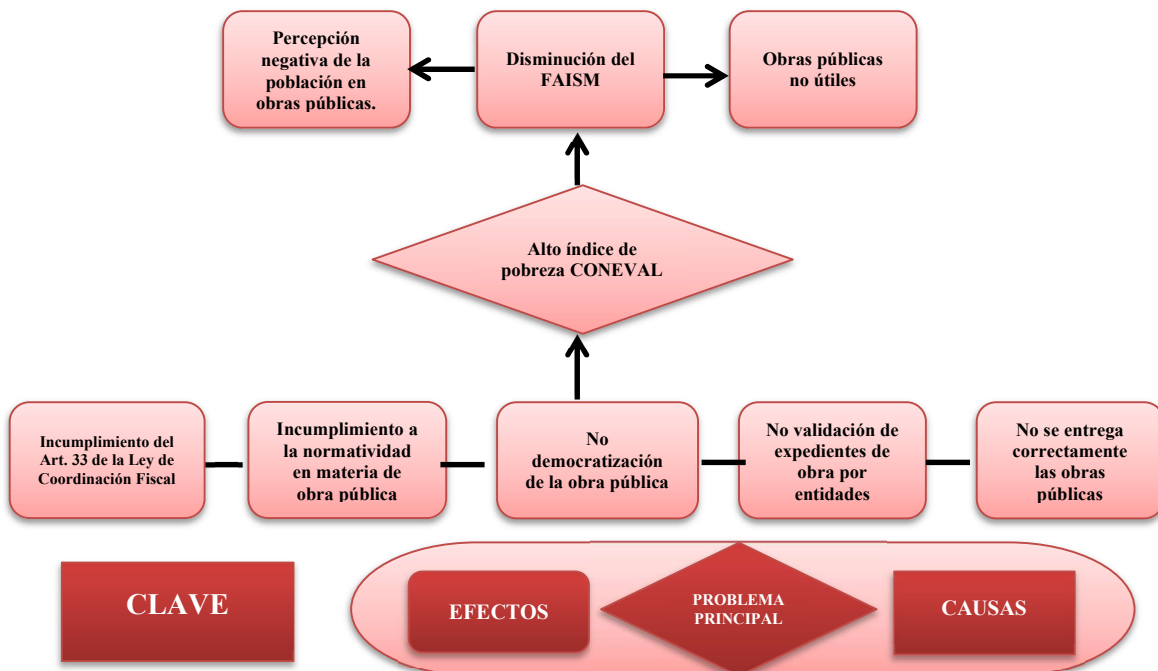 Percepción
negativa de la
población en
obras públicas.
Disminución del
FAISM
Obras públicas
no útiles
Alto índice de
pobreza CONEVAL
Incumplimiento del
Art. 33 de la Ley de
Coordinación Fiscal
Incumplimiento a
la normatividad
en materia de
obra pública
No
democratización
de la obra pública
No validación de
expedientes de
obra por
entidades
No se entrega
correctamente
las obras
públicas
CLAVE
EFECTOS
PROBLEMA
PRINCIPAL
CAUSAS